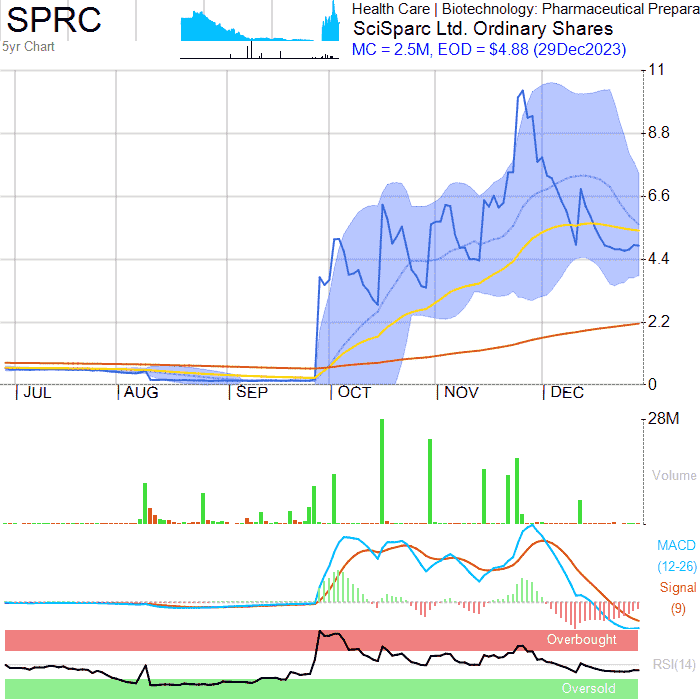 SPRC
5yr Chart
Health Care | Biotechnology: Pharmaceutical Prepara
SciSparc Ltd. Ordinary Shares
MC = 2.5M, EOD = $4.88 (29Dec2023)
11
8.8
6.6
4.4
2.2
0
JUL AUG SEP OCT NOV DEC
28M
Volume
MACD
(12-26)
Signal
(9)
Overbought
RSI(14)
Oversold